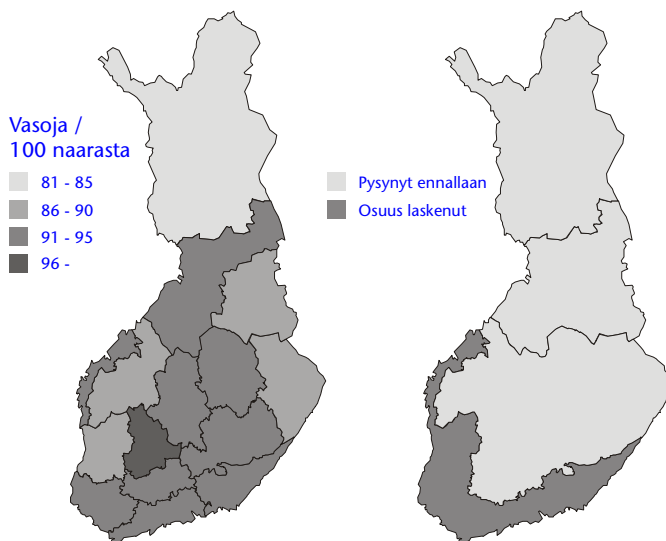 Vasoja /
100 naarasta
81 - 85
86 - 90
91 - 95
96 -
Pysynyt ennallaan
Osuus laskenut